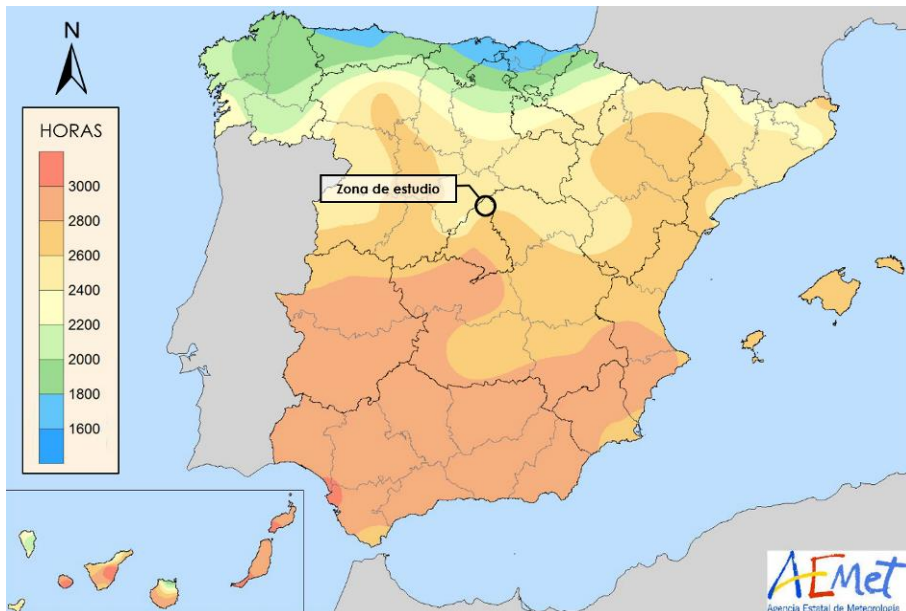 N
HORAS
3000
2800
2600
2400
2200
2000
1800
1600
Zona de estudio
AEMet
Agencia Estatal de Meteorología